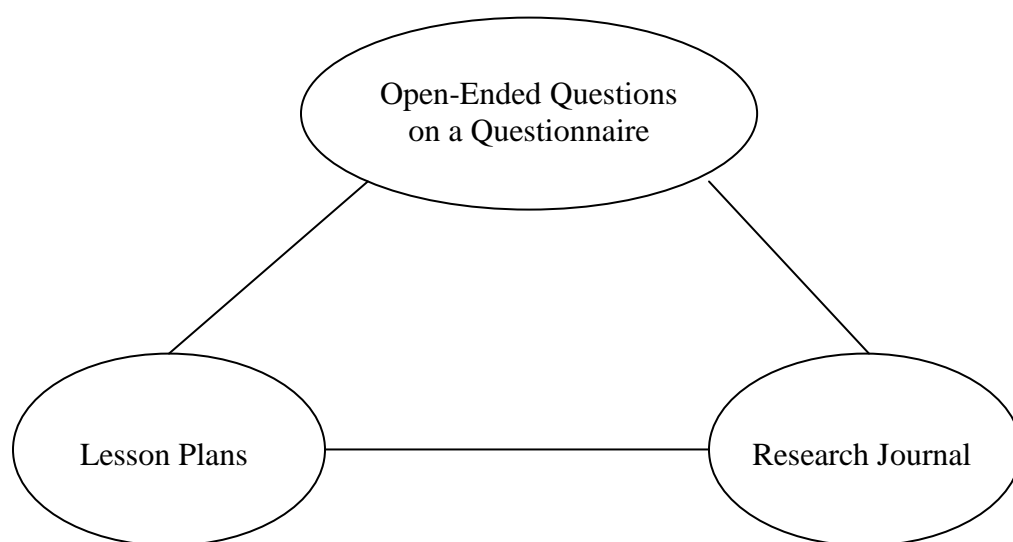 Open-Ended Questions
on a Questionnaire
Lesson Plans
Research Journal